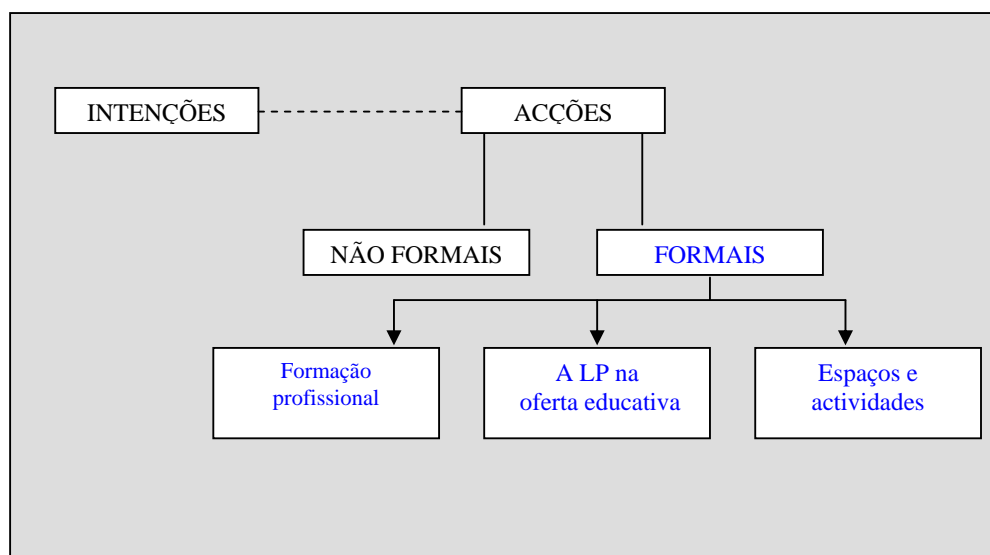 INTENÇÕES
ACÇÕES
NÃO FORMAIS
FORMAIS
Formação
profissional
A LP na
oferta educativa
Espaços e
actividades